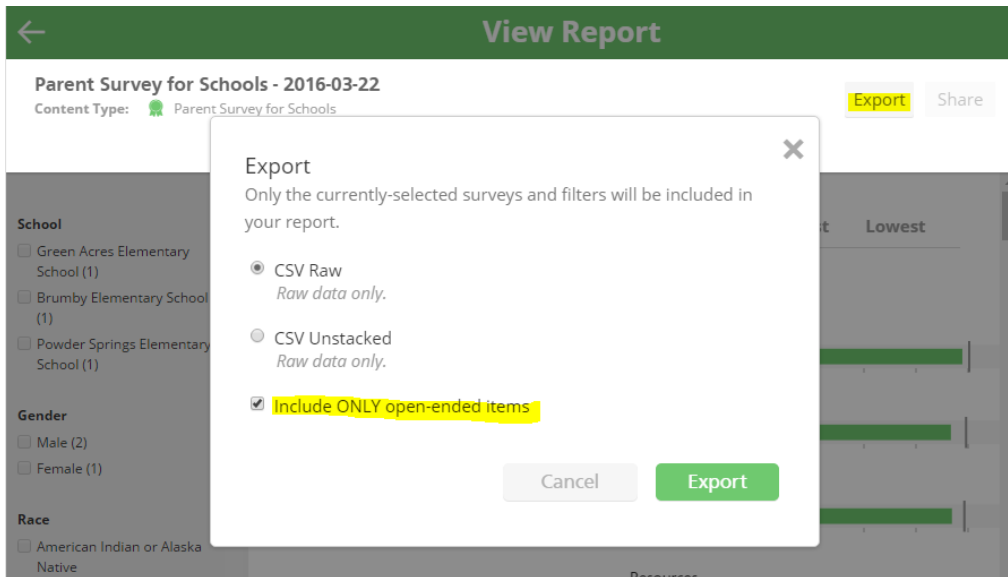 View Report
Parent Survey for Schools - 2016-03-22
Content Type: Parent Survey for Schools
Export Share
Export
Only the currently-selected surveys and filters will be included in
your report.
CSV Raw
Raw data only.
CSV Unstacked
Raw data only.
Include ONLY open-ended items
Cancel Export
Lowest
School
Green Acres Elementary
School (1)
Brumby Elementary School
(1)
Powder Springs Elementary
School (1)
Gender
Male (2)
Female (1)
Race
American Indian or Alaska
Native
Resources